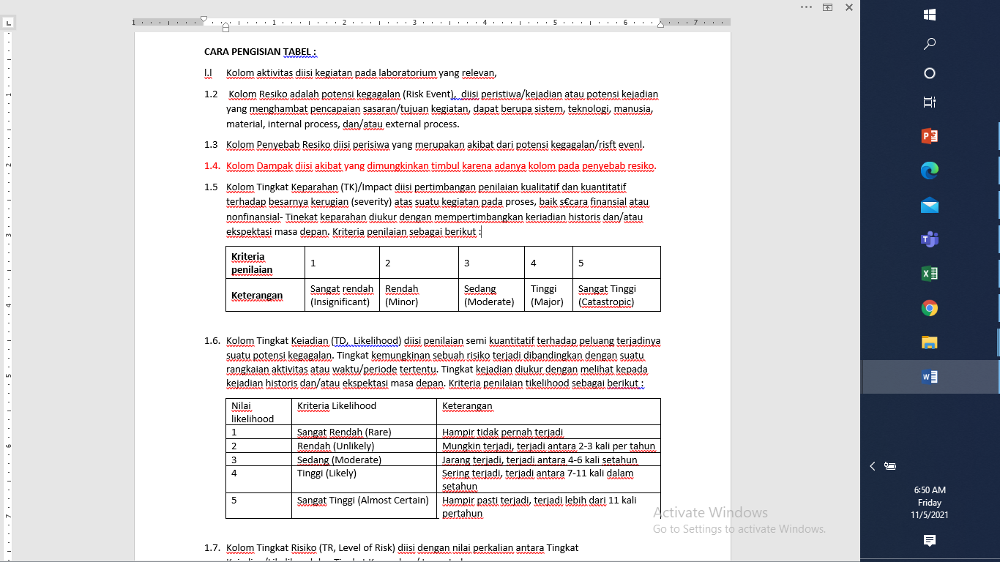 CARA PENGISIAN TABEL :
l.l Kolom aktivitas diisi kegiatan pada laboratorium yang relevan,
1.2 Kolom Resiko adalah potensi kegagalan (Risk Event), diisi peristiwa/kejadian atau potensi kejadian
yang menghambat pencapaian sasaran/tujuan kegiatan, dapat berupa sistem, teknologi, manusia,
material, internal process, dan/atau external process.
1.3 Kolom Penyebab Resiko diisi perisiwa yang merupakan akibat dari potensi kegagalan/risft evenl.
1.4. Kolom Dampak diisi akibat yang dimungkinkan timbul karena adanya kolom pada penyebab resiko.
1.5 Kolom Tingkat Keparahan (TK)/Impact diisi pertimbangan penilaian kualitatif dan kuantitatif
terhadap besarnya kerugian (severity) atas suatu kegiatan pada proses, baik s€cara finansial atau
nonfinansial- Tinekat keparahan diukur dengan mempertimbangkan keriadian historis dan/atau
ekspektasi masa depan. Kriteria penilaian sebagai berikut :
Kriteria penilaian 1 2 3 4 5
Keterangan Sangat rendah (Insignificant) Rendah (Minor) Sedang (Moderate) Tinggi (Major) Sangat Tinggi (Catastropic)
1.6. Kolom Tingkat Keiadian (TD, Likelihood) diisi penilaian semi kuantitatif terhadap peluang terjadinya
suatu potensi kegagalan. Tingkat kemungkinan sebuah risiko terjadi dibandingkan dengan suatu
rangkaian aktivitas atau waktu/periode tertentu. Tingkat kejadian diukur dengan melihat kepada
kejadian historis dan/atau ekspektasi masa depan. Kriteria penilaian tikelihood sebagai berikut :
Nilai likelihood Kriteria Likelihood Keterangan
1 Sangat Rendah (Rare) Hampir tidak pernah terjadi
2 Rendah (Unlikely) Mungkin terjadi, terjadi antara 2-3 kali per tahun
3 Sedang (Moderate) Jarang terjadi, terjadi antara 4-6 kali setahun
4 Tinggi (Likely) Sering terjadi, terjadi antara 7-11 kali dalam setahun
5 Sangat Tinggi (Almost Certain) Hampir pasti terjadi, terjadi lebih dari 11 kali pertahun
1.7. Kolom Tingkat Risiko (TR, Level of Risk) diisi dengan nilai perkalian antara Tingkat
Activate Windows
Go to Settings to activate Windows.
6:50 AM
Friday
11/5/2021